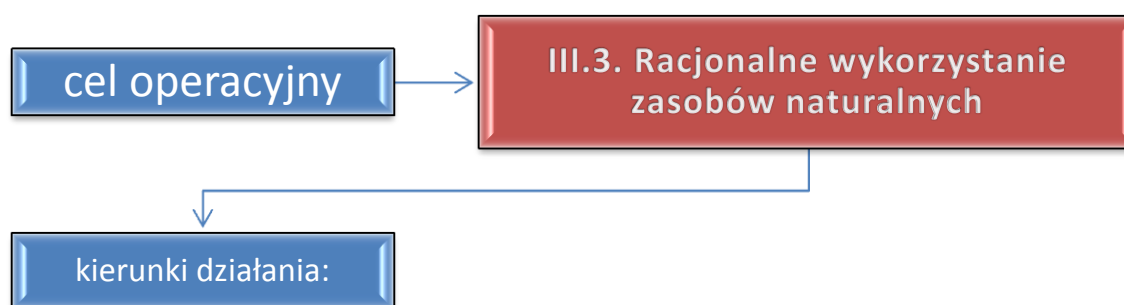 cel operacyjny
III.3. Racjonalne wykorzystanie
zasobów naturalnych
kierunki działania: